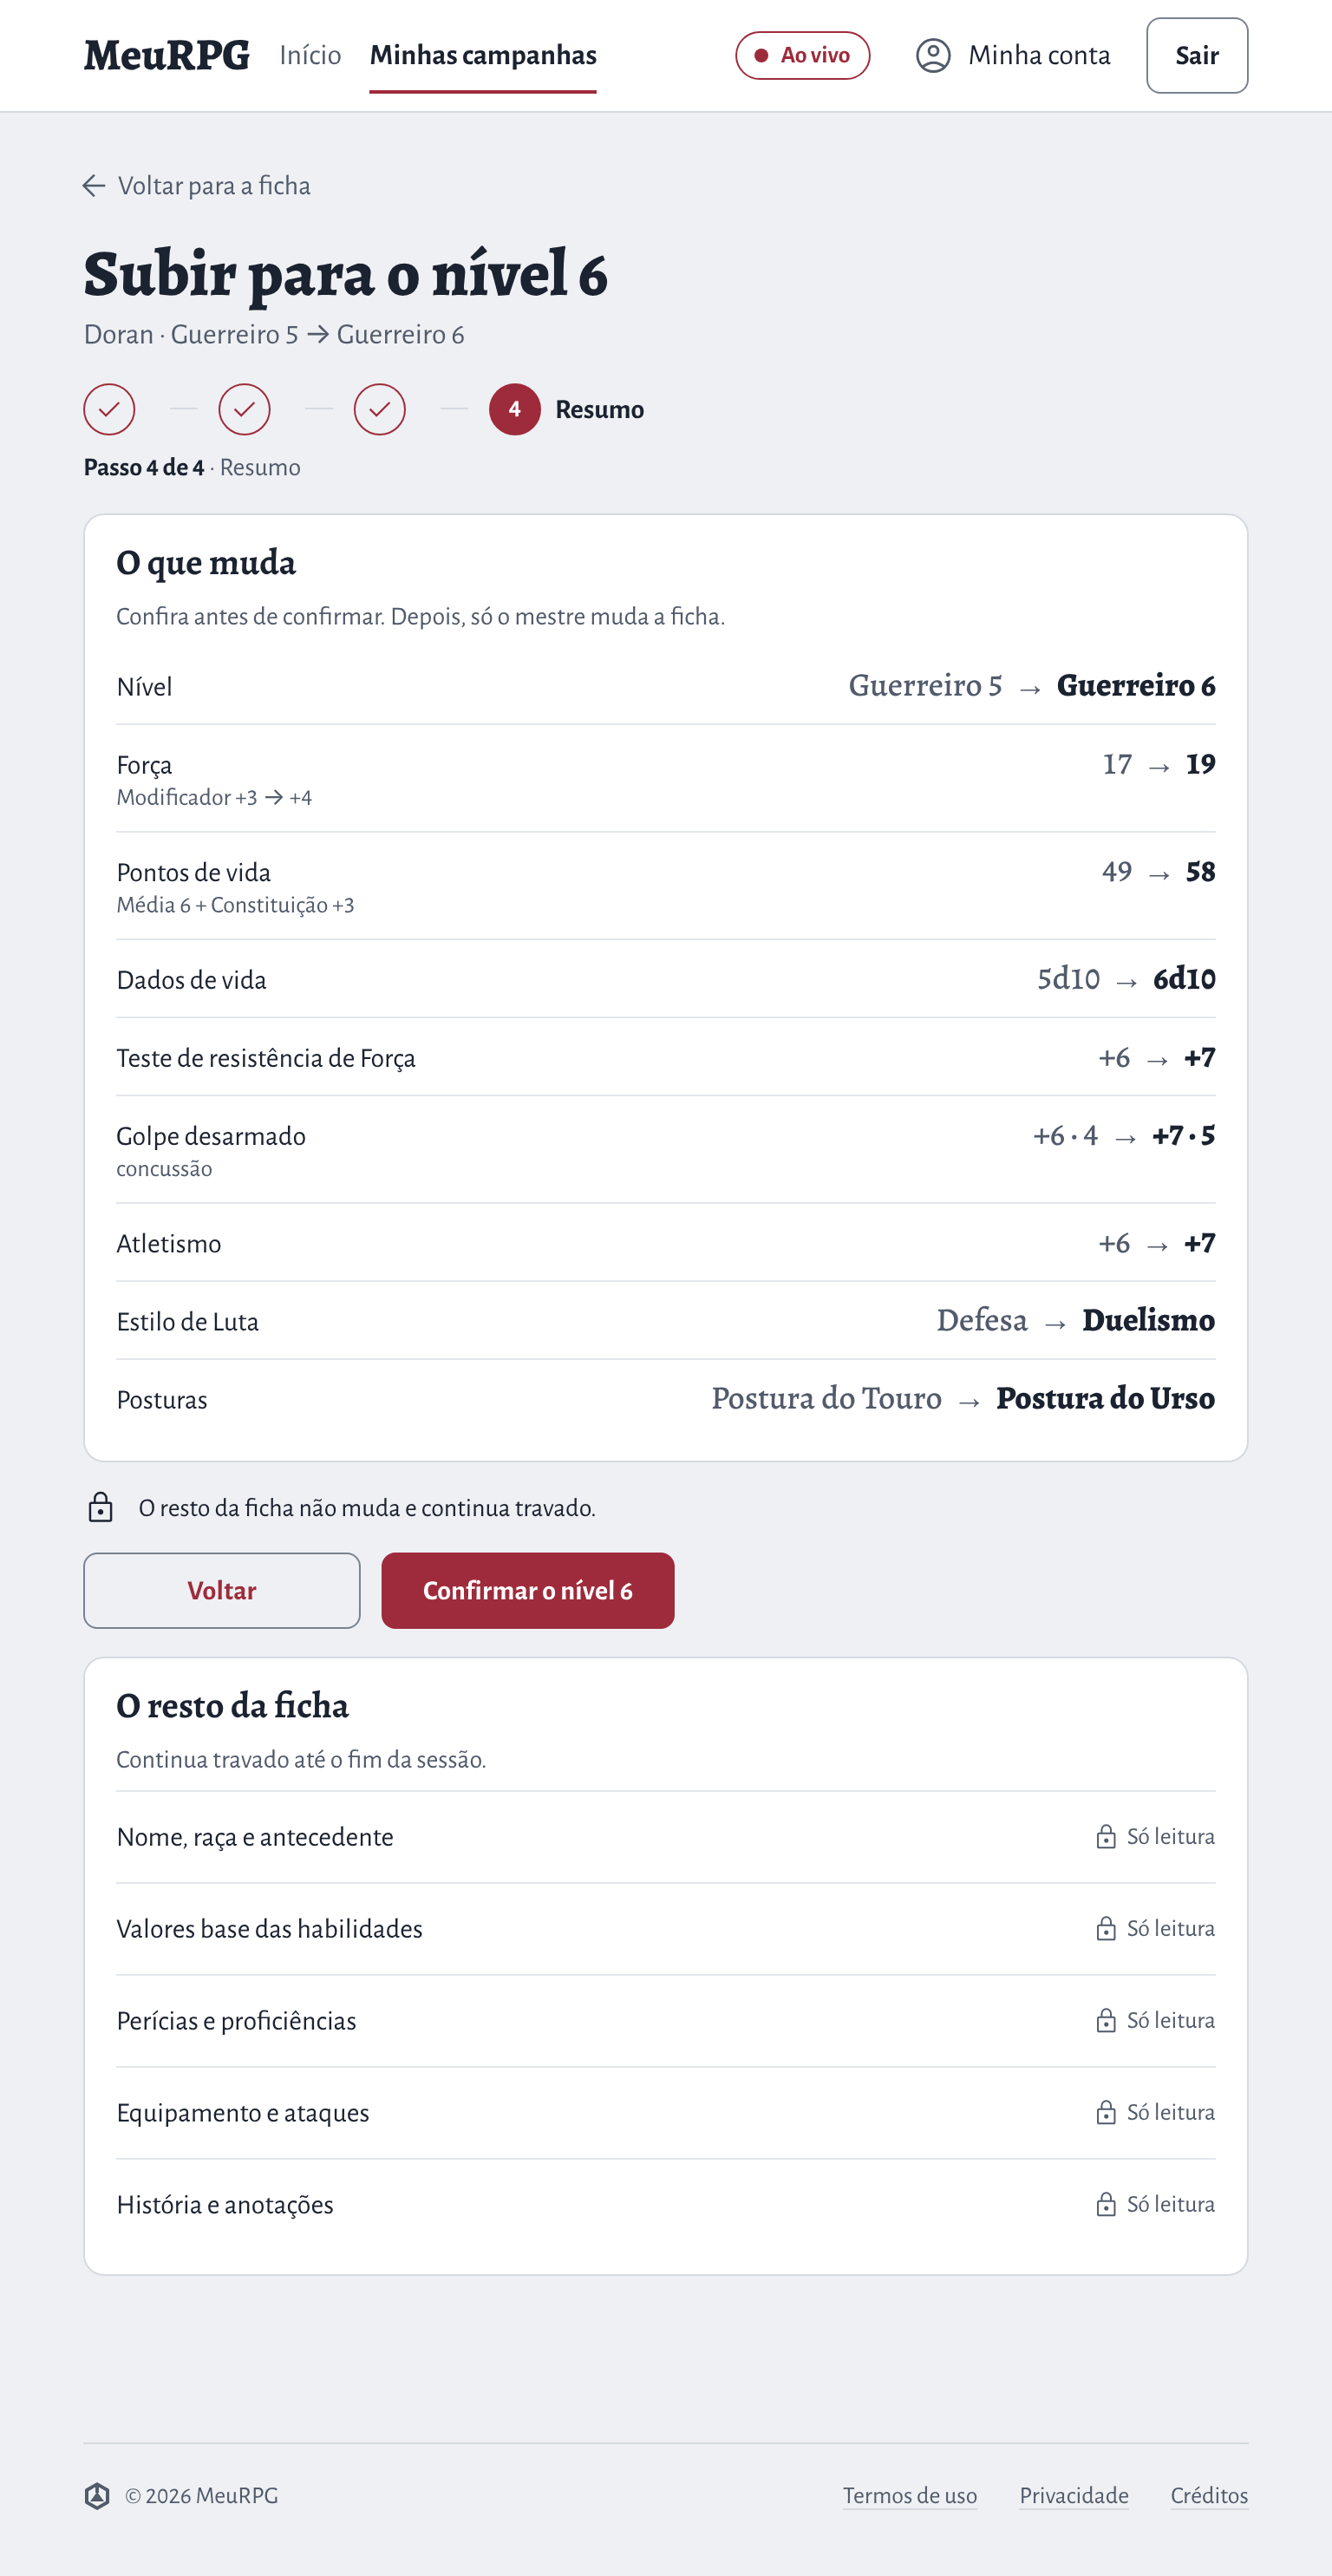 MeuRPG Início Minhas campanhas Ao vivo Minha conta Sair
← Voltar para a ficha
Subir para o nível 6
Doran · Guerreiro 5 → Guerreiro 6
4 Resumo
Passo 4 de 4 · Resumo
O que muda
Confira antes de confirmar. Depois, só o mestre muda a ficha.
Nível Guerreiro 5 → Guerreiro 6
Força 17 → 19
Modificador +3 → +4
Pontos de vida 49 → 58
Média 6 + Constituição +3
Dados de vida 5d10 → 6d10
Teste de resistência de Força +6 → +7
Golpe desarmado +6 · 4 → +7 · 5
concussão
Atletismo +6 → +7
Estilo de Luta Defesa → Duelismo
Posturas Postura do Touro → Postura do Urso
O resto da ficha não muda e continua travado.
Voltar Confirmar o nível 6
O resto da ficha
Continua travado até o fim da sessão.
Nome, raça e antecedente Só leitura
Valores base das habilidades Só leitura
Perícias e proficiências Só leitura
Equipamento e ataques Só leitura
História e anotações Só leitura
© 2026 MeuRPG Termos de uso Privacidade Créditos